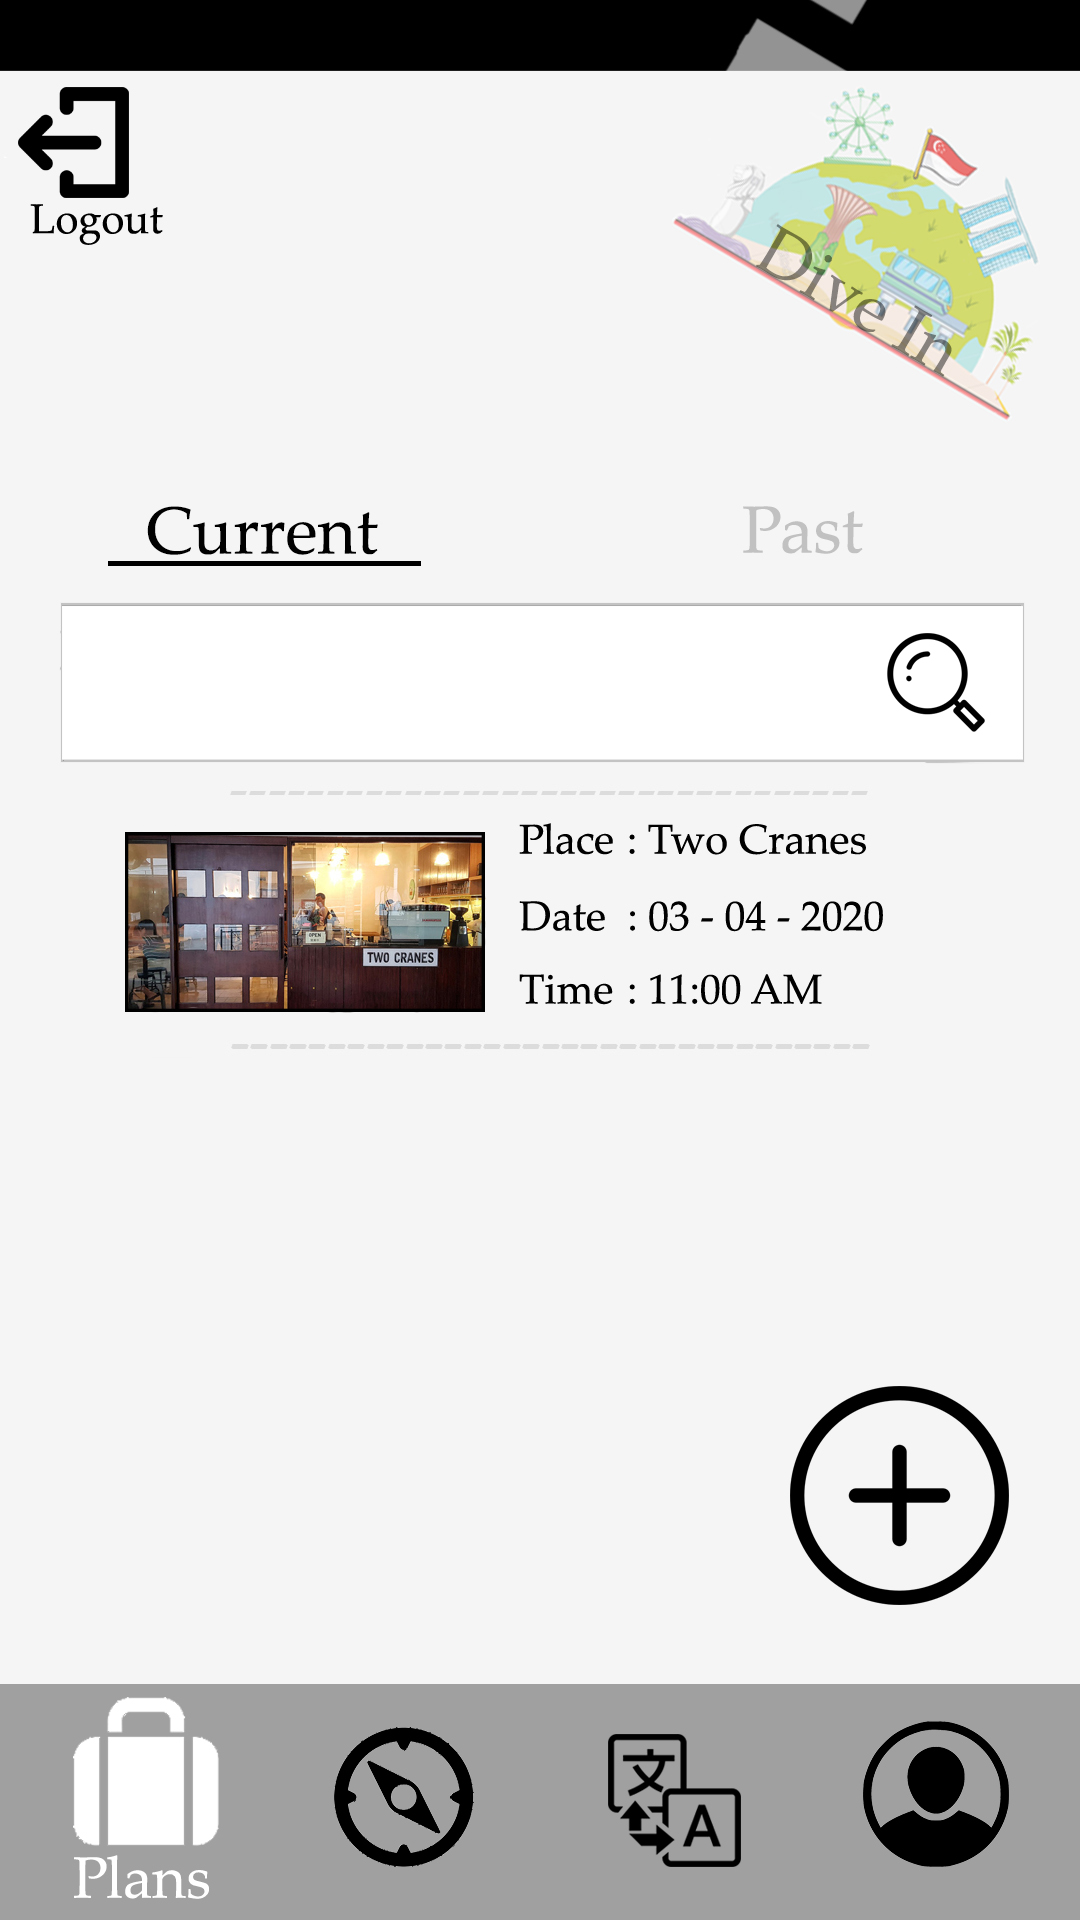 Logout
Dive In
Current
Past
Place : Two Cranes
Date : 03 - 04 - 2020
Time : 11:00 AM
OPEN
TWO CRANES
文
A
Plans